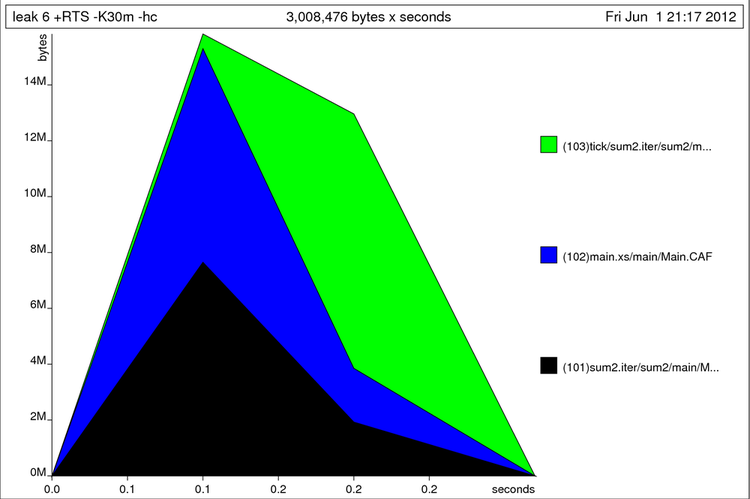 leak 6 +RTS -K30m -hc 3,008,476 bytes x seconds Fri Jun 1 21:17 2012
bytes
14M
12M
10M
8M
6M
4M
2M
0M
0.0 0.1 0.1 0.2 0.2 0.2 seconds
(103)tick/sum2.iter/sum2/m...
(102)main.xs/main/Main.CAF
(101)sum2.iter/sum2/main/M...